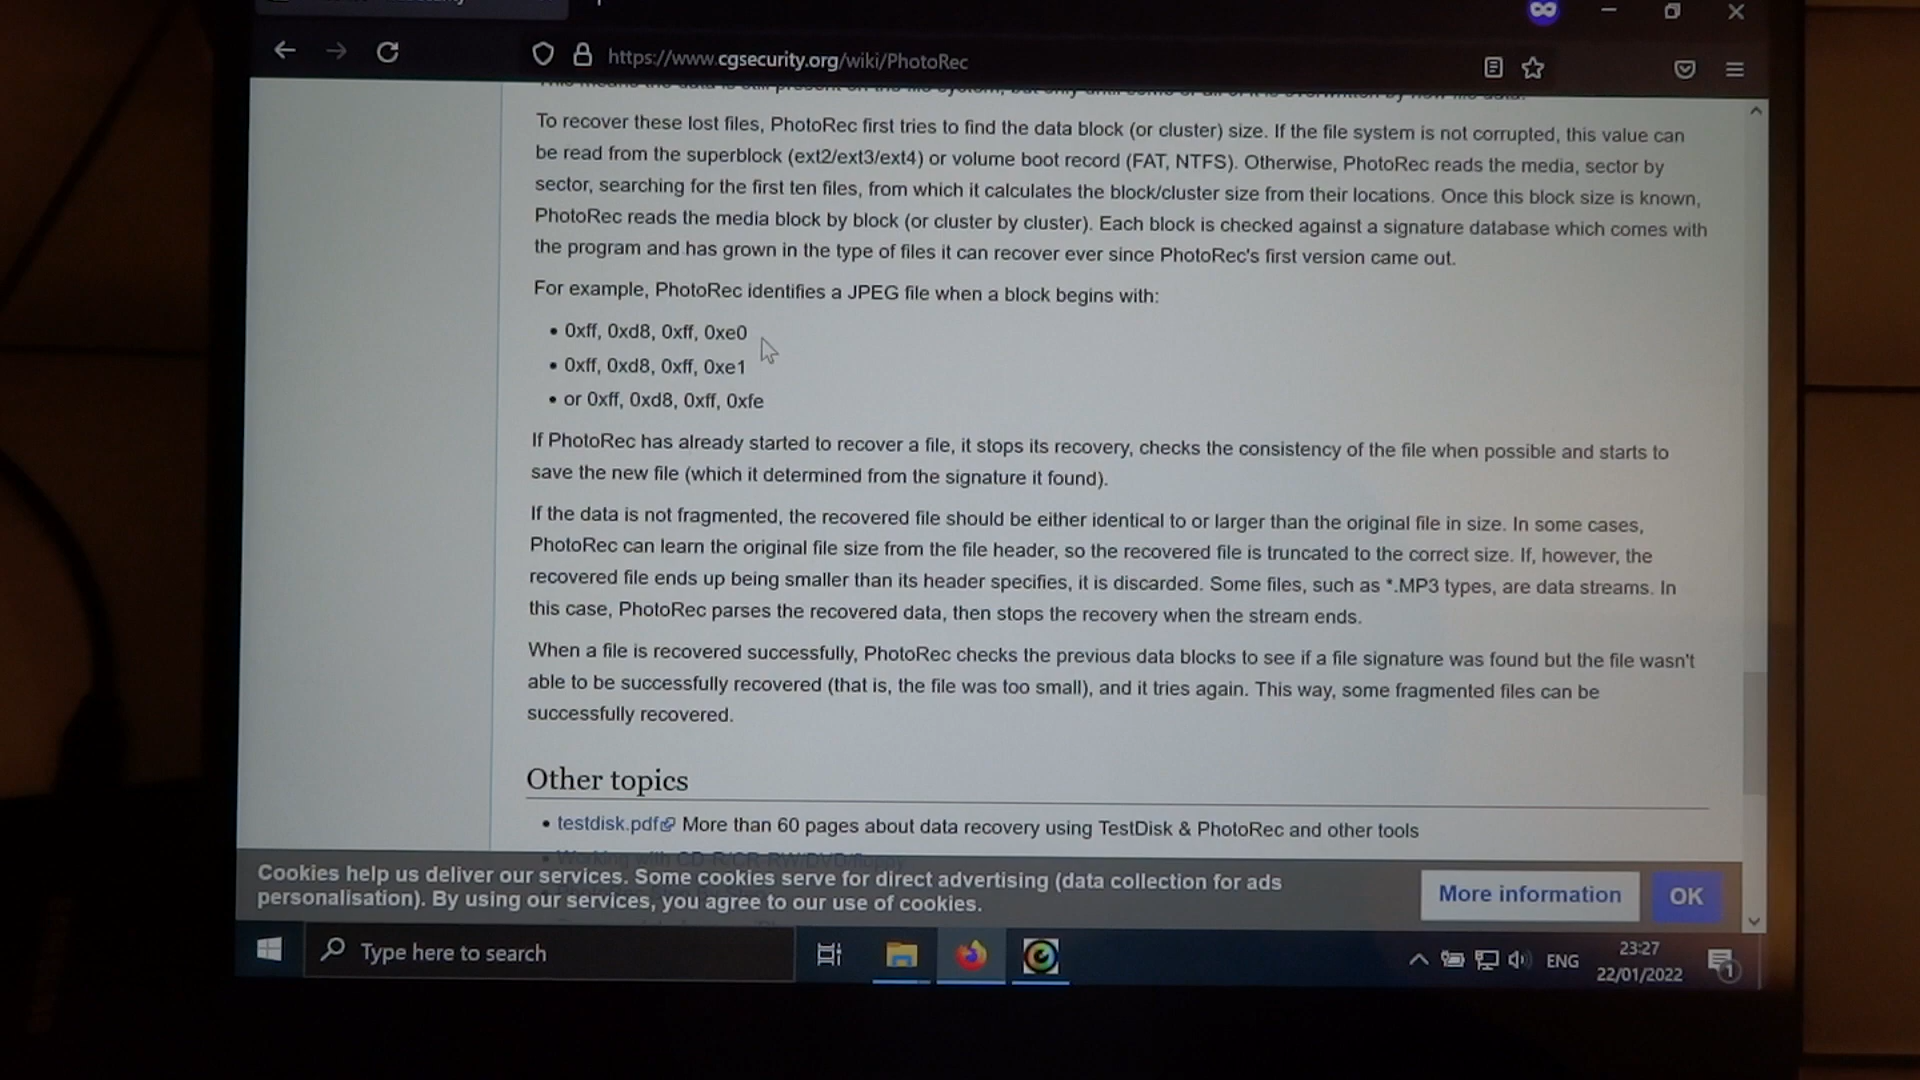 https://www.cgsecurity.org/wiki/PhotoRec
To recover these lost files, PhotoRec first tries to find the data block (or cluster) size. If the file system is not corrupted, this value can
be read from the superblock (ext2/ext3/ext4) or volume boot record (FAT, NTFS). Otherwise, PhotoRec reads the media, sector by
sector, searching for the first ten files, from which it calculates the block/cluster size from their locations. Once this block size is known,
PhotoRec reads the media block by block (or cluster by cluster). Each block is checked against a signature database which comes with
the program and has grown in the type of files it can recover ever since PhotoRec's first version came out.
For example, PhotoRec identifies a JPEG file when a block begins with:
• 0xff, 0xd8, 0xff, 0xe0
• 0xff, 0xd8, 0xff, 0xe1
• or 0xff, 0xd8, 0xff, 0xfe
If PhotoRec has already started to recover a file, it stops its recovery, checks the consistency of the file when possible and starts to
save the new file (which it determined from the signature it found).
If the data is not fragmented, the recovered file should be either identical to or larger than the original file in size. In some cases,
PhotoRec can learn the original file size from the file header, so the recovered file is truncated to the correct size. If, however, the
recovered file ends up being smaller than its header specifies, it is discarded. Some files, such as *.MP3 types, are data streams. In
this case, PhotoRec parses the recovered data, then stops the recovery when the stream ends.
When a file is recovered successfully, PhotoRec checks the previous data blocks to see if a file signature was found but the file wasn't
able to be successfully recovered (that is, the file was too small), and it tries again. This way, some fragmented files can be
successfully recovered.
Other topics
• testdisk.pdf More than 60 pages about data recovery using TestDisk & PhotoRec and other tools
Cookies help us deliver our services. Some cookies serve for direct advertising (data collection for ads
personalisation). By using our services, you agree to our use of cookies.
More information
OK
Type here to search
ENG
23:27
22/01/2022
1